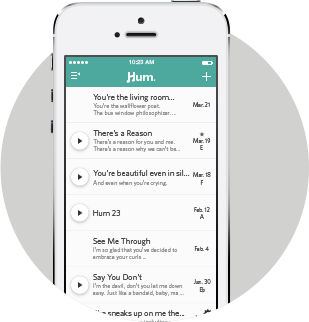 10:23 AM
Hum.
You're the living room...
You're the wallflower poet.
The bus window philosophizer....
Mar. 21
There's a Reason
There's a reason for you and me.
There's a reason why we can't be...
Mar. 19
E
You're beautiful even in sil...
And even when you're crying.
Mar. 18
F
Hum 23
Feb. 12
A
See Me Through
I'm so glad that you've decided to
embrace your curls ...
Feb. 4
Say You Don't
I'm the devil, don't you let me down
easy. Just like a bandaid, baby, me ...
Jan. 30
Eb
sneaks up on me the...